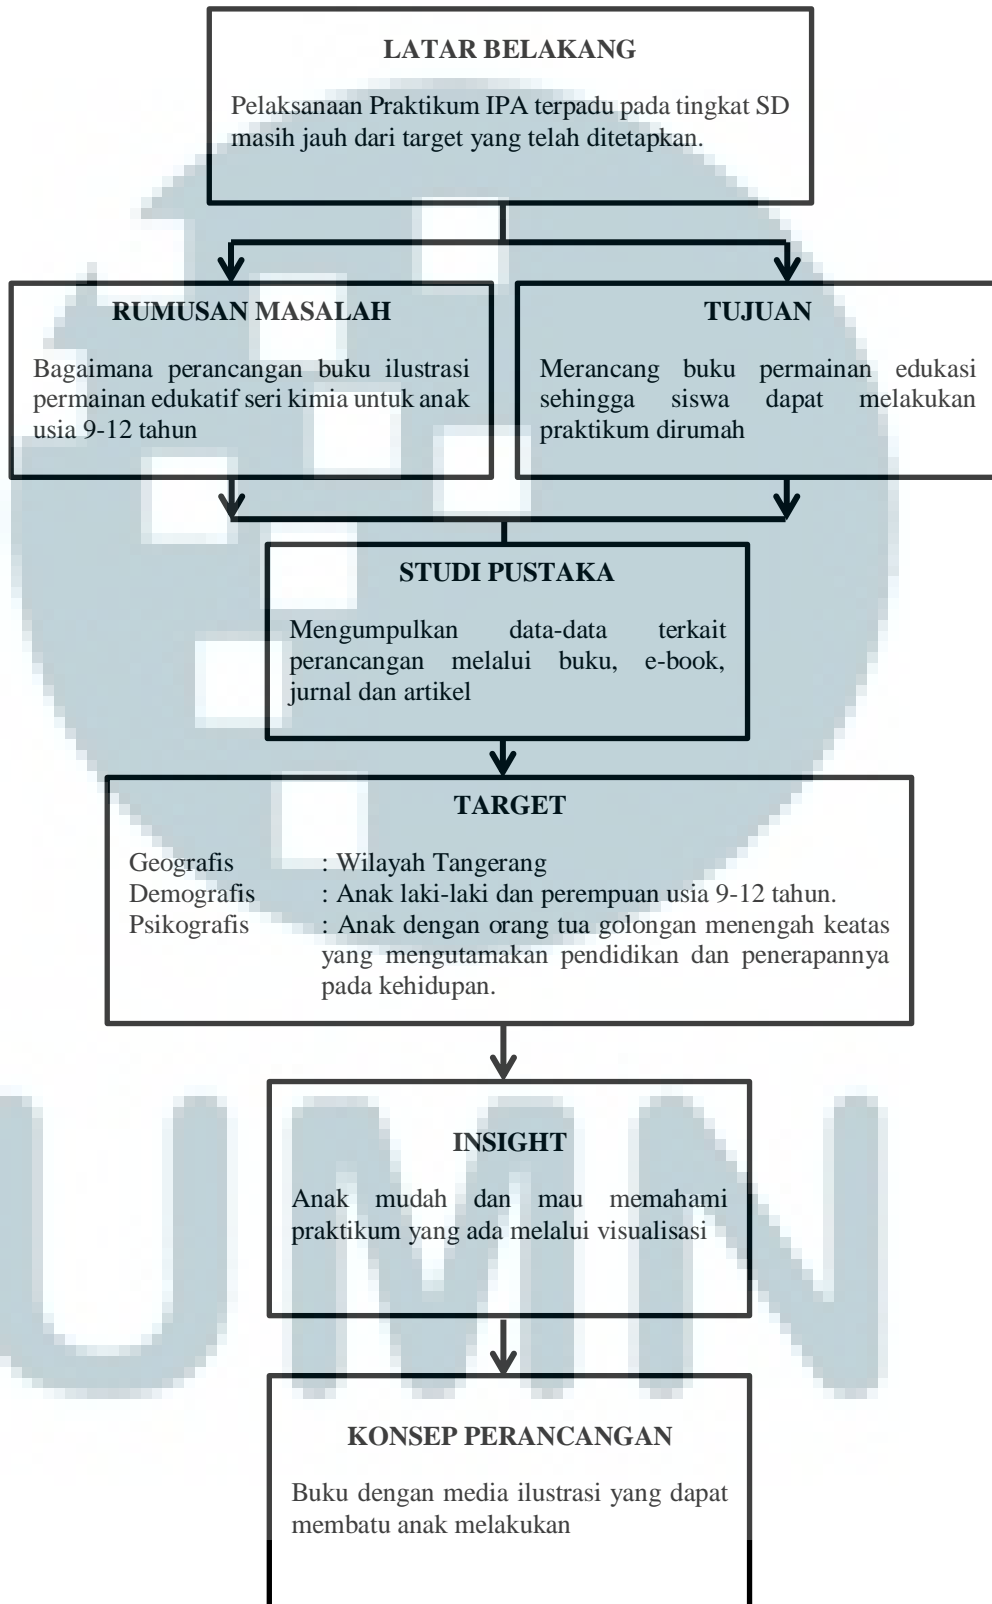 LATAR BELAKANG
Pelaksanaan Praktikum IPA terpadu pada tingkat SD
masih jauh dari target yang telah ditetapkan.
RUMUSAN MASALAH
Bagaimana perancangan buku ilustrasi
permainan edukatif seri kimia untuk anak
usia 9-12 tahun
TUJUAN
Merancang buku permainan edukasi
sehingga siswa dapat melakukan
praktikum dirumah
STUDI PUSTAKA
Mengumpulkan data-data terkait
perancangan melalui buku, e-book,
jurnal dan artikel
TARGET
Geografis : Wilayah Tangerang
Demografis : Anak laki-laki dan perempuan usia 9-12 tahun.
Psikografis : Anak dengan orang tua golongan menengah keatas
yang mengutamakan pendidikan dan penerapannya
pada kehidupan.
INSIGHT
Anak mudah dan mau memahami
praktikum yang ada melalui visualisasi
KONSEP PERANCANGAN
Buku dengan media ilustrasi yang dapat
membatu anak melakukan
UMN